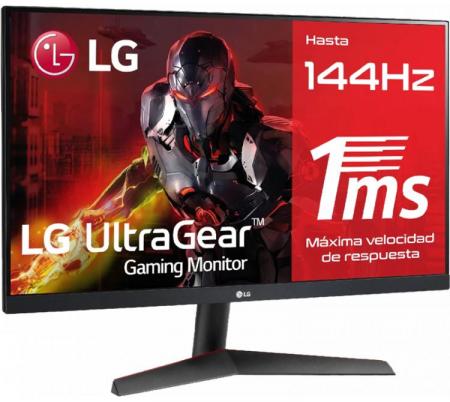 LG
Hasta
144Hz
1ms
Máxima velocidad
de respuesta
LG UltraGear™
Gaming Monitor
LG